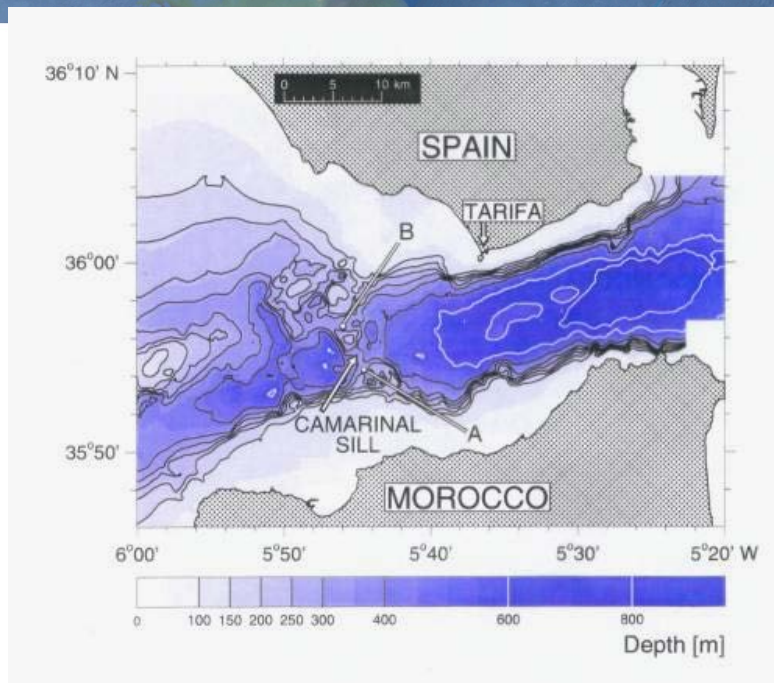 36°10' N
0 5 10 km
SPAIN
TARIFA
B
36°00'
CAMARINAL
SILL
A
35°50'
MOROCCO
6°00' 5°50' 5°40' 5°30' 5°20' W
0 100 150 200 250 300 400 600 800
Depth [m]